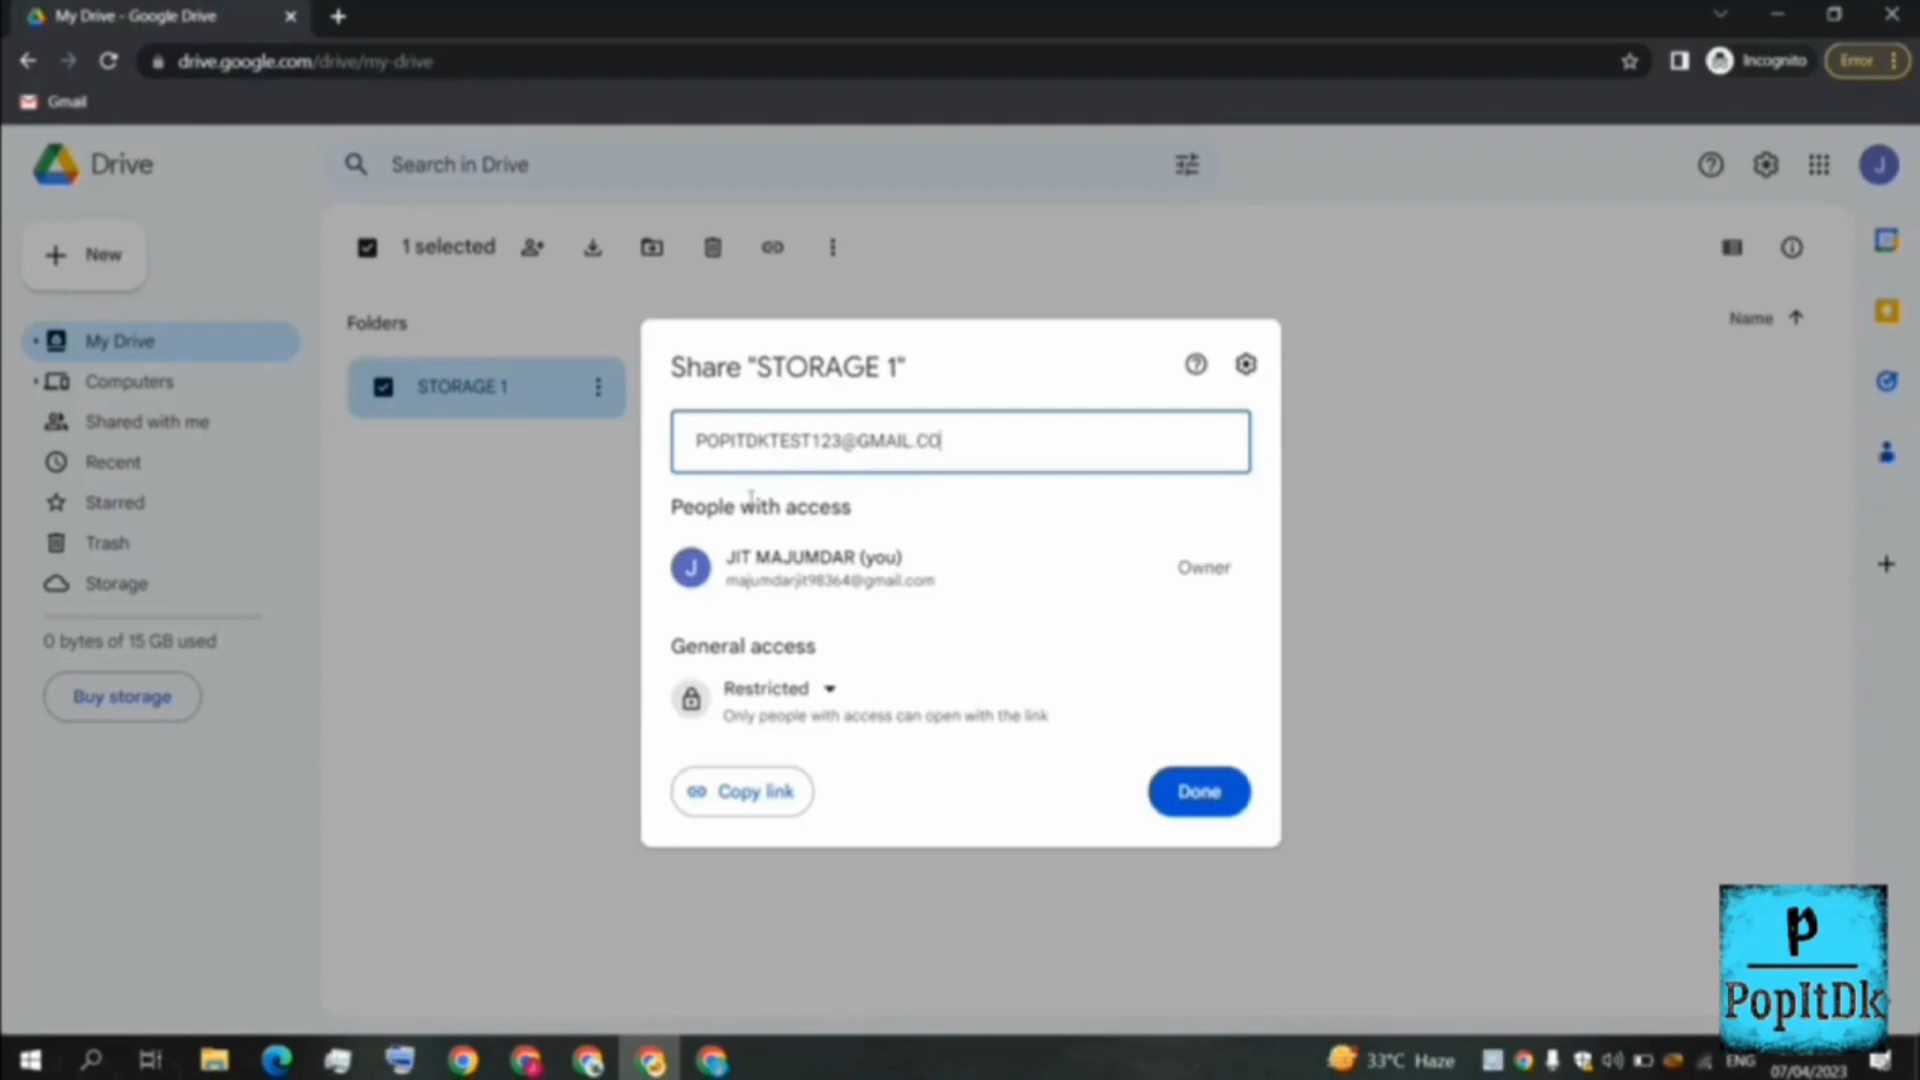 My Drive - Google Drive
drive.google.com/drive/my-drive
Incognito
Error
Gmail
Drive
Search in Drive
J
New
1 selected
My Drive
Computers
Shared with me
Recent
Starred
Trash
Storage
0 bytes of 15 GB used
Buy storage
Folders
Name
STORAGE 1
Share "STORAGE 1"
POPITDKTEST123@GMAIL.CO
People with access
J
JIT MAJUMDAR (you)
majumdarjit98364@gmail.com
Owner
General access
Restricted
Only people with access can open with the link
Copy link
Done
p
PopItDk
33°C Haze
ENG
07/04/2023